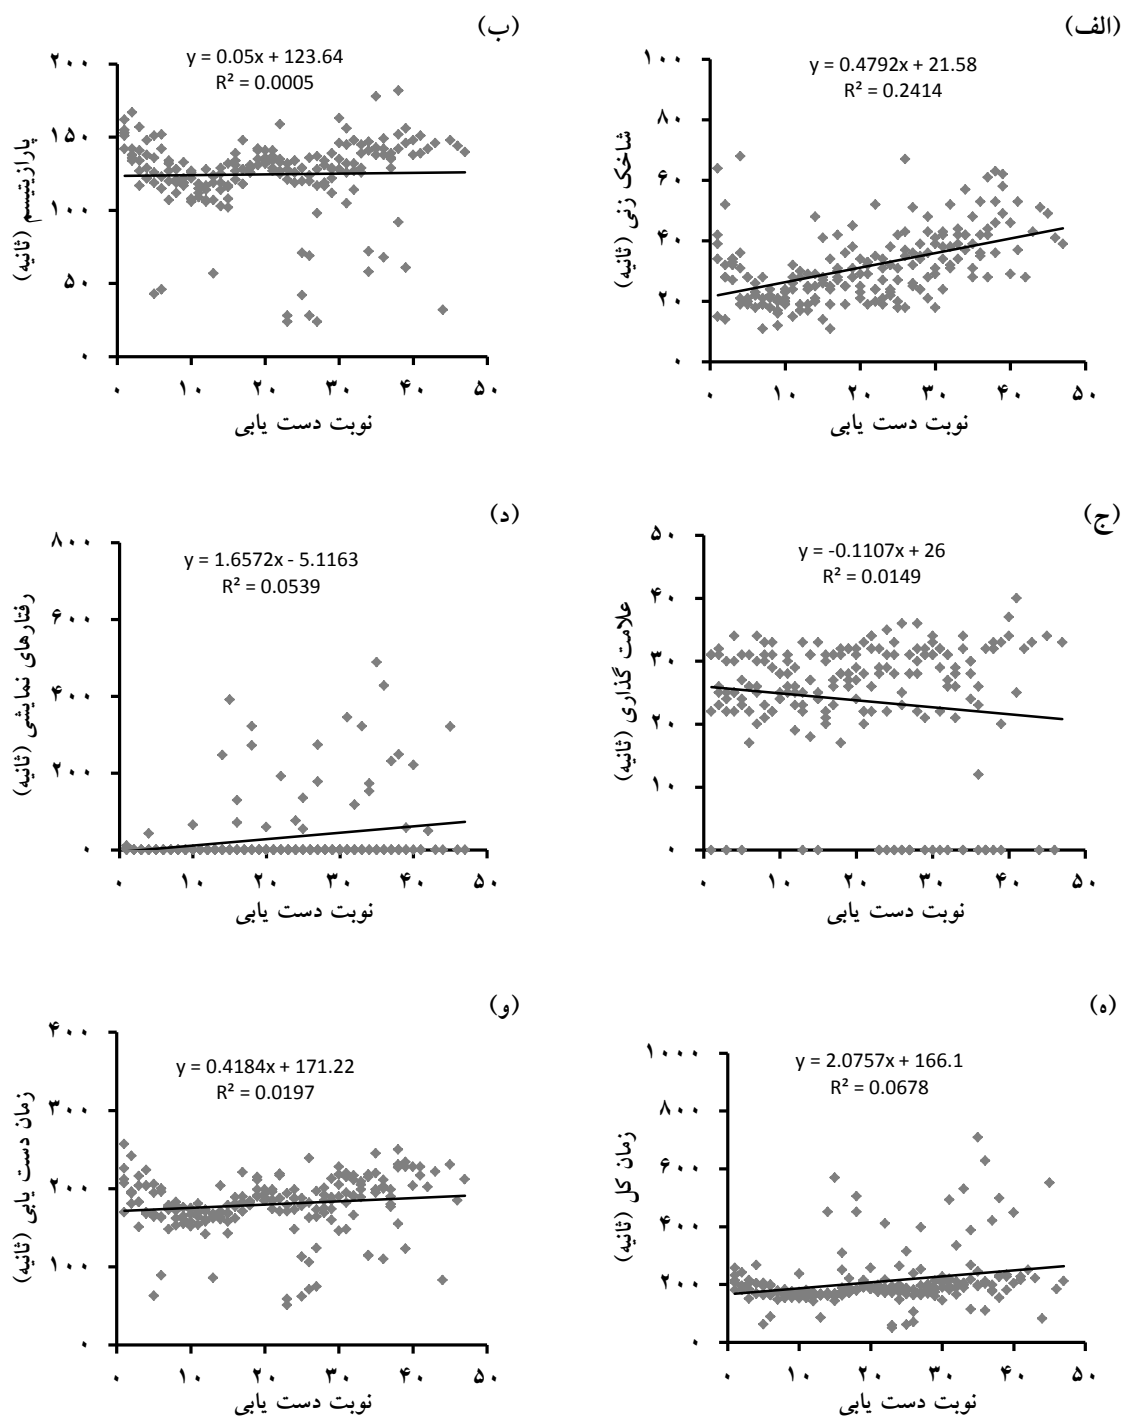 (الف)
y = 0.4792x + 21.58
R² = 0.2414
شاخک زنی (ثانیه)
۱۰۰
۸۰
۶۰
۴۰
۲۰
۰
۰ ۱۰ ۲۰ ۳۰ ۴۰ ۵۰
نوبت دست یابی
(ب)
y = 0.05x + 123.64
R² = 0.0005
پارازیتیسم (ثانیه)
۲۰۰
۱۵۰
۱۰۰
۵۰
۰
۰ ۱۰ ۲۰ ۳۰ ۴۰ ۵۰
نوبت دست یابی
(ج)
y = -0.1107x + 26
R² = 0.0149
علامت گذاری (ثانیه)
۵۰
۴۰
۳۰
۲۰
۱۰
۰
۰ ۱۰ ۲۰ ۳۰ ۴۰ ۵۰
نوبت دست یابی
(د)
y = 1.6572x - 5.1163
R² = 0.0539
رفتارهای نمایشی (ثانیه)
۸۰۰
۶۰۰
۴۰۰
۲۰۰
۰
۰ ۱۰ ۲۰ ۳۰ ۴۰ ۵۰
نوبت دست یابی
(ه)
y = 2.0757x + 166.1
R² = 0.0678
زمان کل (ثانیه)
۱۰۰۰
۸۰۰
۶۰۰
۴۰۰
۲۰۰
۰
۰ ۱۰ ۲۰ ۳۰ ۴۰ ۵۰
نوبت دست یابی
(و)
y = 0.4184x + 171.22
R² = 0.0197
زمان دست یابی (ثانیه)
۴۰۰
۳۰۰
۲۰۰
۱۰۰
۰
۰ ۱۰ ۲۰ ۳۰ ۴۰ ۵۰
نوبت دست یابی